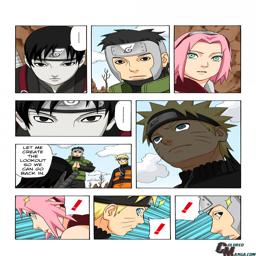 ...
...
LET ME
CREATE
THE
LOOKOUT SO
WE CAN
GO BACK
IN.
!
!
!
COLORED
MANGA.COM